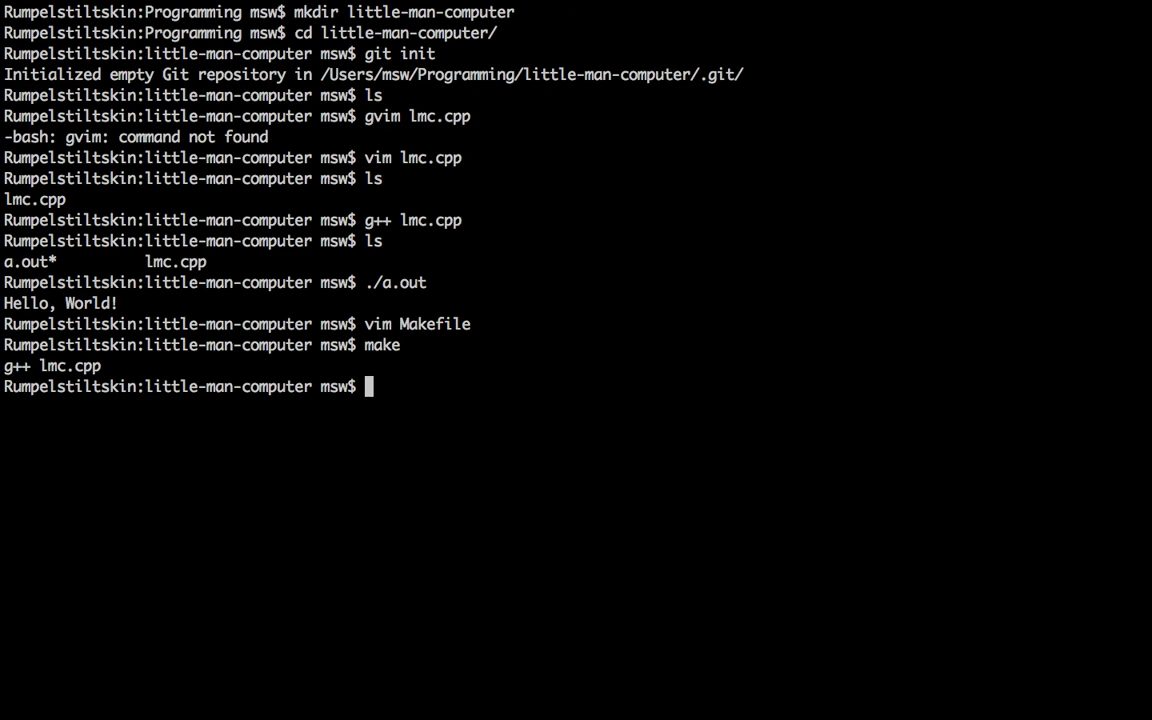 Rumpelstiltskin:Programming msw$ mkdir little-man-computer
Rumpelstiltskin:Programming msw$ cd little-man-computer/
Rumpelstiltskin:little-man-computer msw$ git init
Initialized empty Git repository in /Users/msw/Programming/little-man-computer/.git/
Rumpelstiltskin:little-man-computer msw$ ls
Rumpelstiltskin:little-man-computer msw$ gvim lmc.cpp
-bash: gvim: command not found
Rumpelstiltskin:little-man-computer msw$ vim lmc.cpp
Rumpelstiltskin:little-man-computer msw$ ls
lmc.cpp
Rumpelstiltskin:little-man-computer msw$ g++ lmc.cpp
Rumpelstiltskin:little-man-computer msw$ ls
a.out*          lmc.cpp
Rumpelstiltskin:little-man-computer msw$ ./a.out
Hello, World!
Rumpelstiltskin:little-man-computer msw$ vim Makefile
Rumpelstiltskin:little-man-computer msw$ make
g++ lmc.cpp
Rumpelstiltskin:little-man-computer msw$